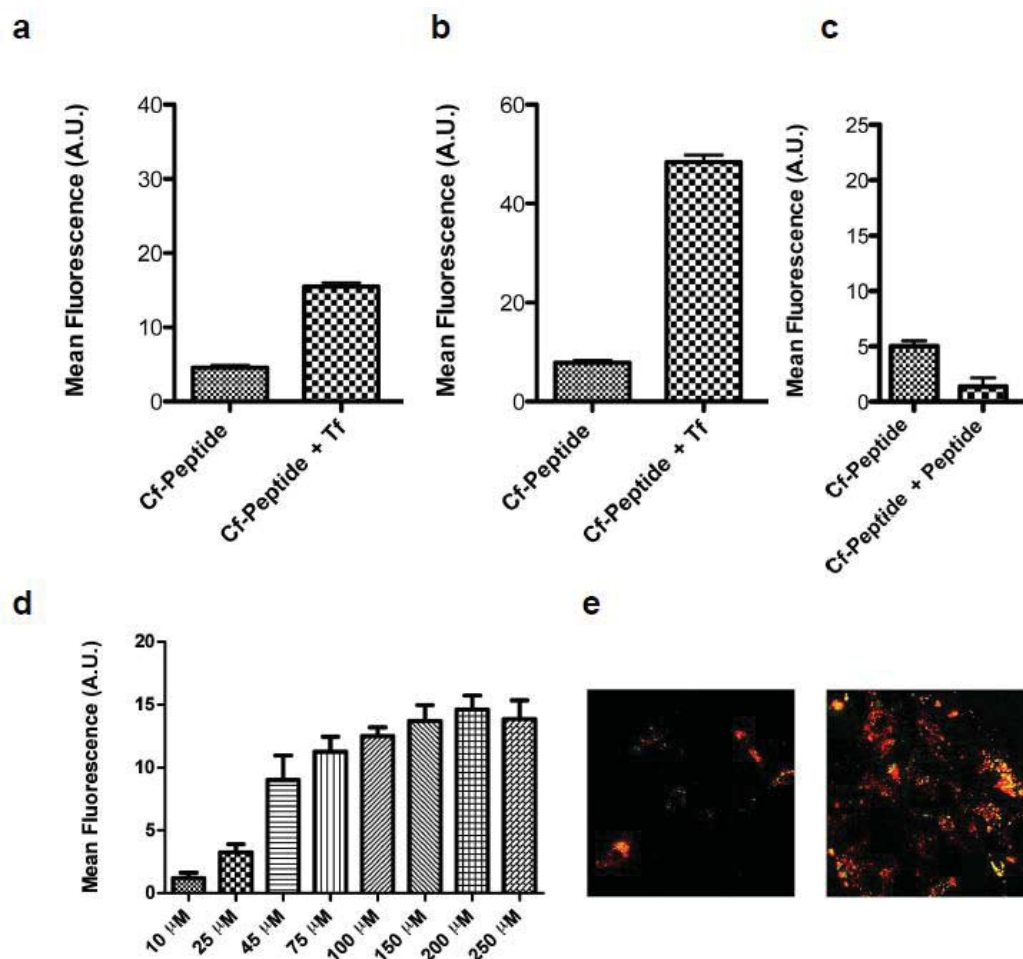 a
Mean Fluorescence (A.U.)
40
30
20
10
0
Cf-Peptide
Cf-Peptide + Tf
b
Mean Fluorescence (A.U.)
60
40
20
0
Cf-Peptide
Cf-Peptide + Tf
c
Mean Fluorescence (A.U.)
25
20
15
10
5
0
Cf-Peptide
Cf-Peptide + Peptide
d
Mean Fluorescence (A.U.)
20
15
10
5
0
10 μM
25 μM
45 μM
75 μM
100 μM
150 μM
200 μM
250 μM
e